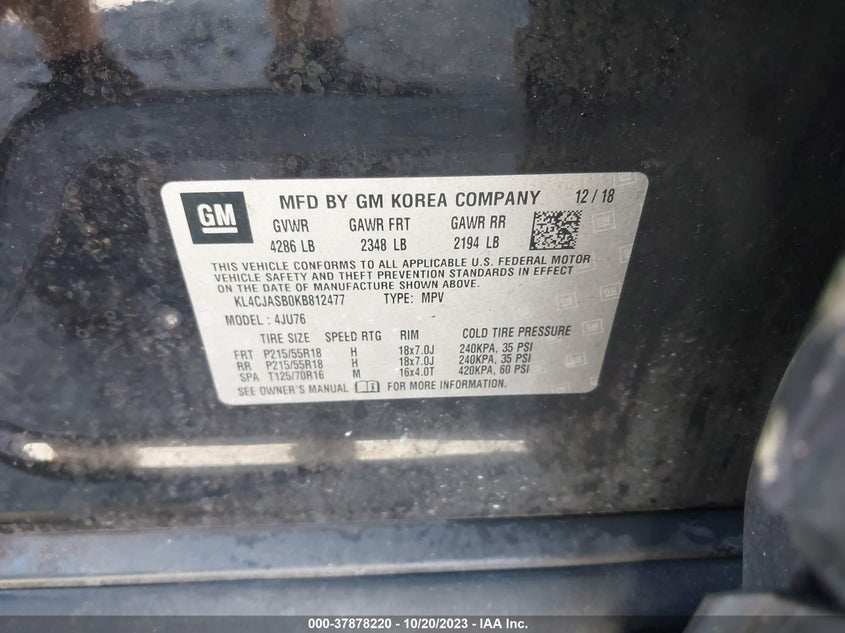 GM
MFD BY GM KOREA COMPANY 12/18
GVWR GAWR FRT GAWR RR
4286 LB 2348 LB 2194 LB
THIS VEHICLE CONFORMS TO ALL APPLICABLE U.S. FEDERAL MOTOR
VEHICLE SAFETY AND THEFT PREVENTION STANDARDS IN EFFECT
ON THE DATE OF MANUFACTURE SHOWN ABOVE.
KL4CJASB0KB812477 TYPE: MPV
MODEL: 4JU76
TIRE SIZE SPEED RTG RIM COLD TIRE PRESSURE
FRT P215/55R18 H 18x7.0J 240KPA, 35 PSI
RR P215/55R18 H 18x7.0J 240KPA, 35 PSI
SPA T125/70R16 M 16x4.0T 420KPA, 60 PSI
SEE OWNER'S MANUAL FOR MORE INFORMATION.
000-37878220 - 10/20/2023 - IAA Inc.